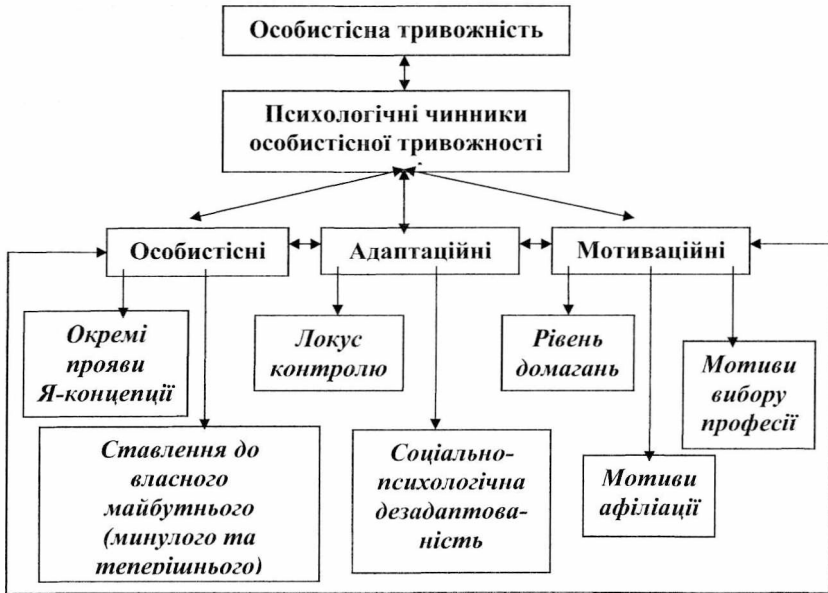 Особистісна тривожність
Психологічні чинники
особистісної тривожності
Особистісні
Адаптаційні
Мотиваційні
Окремі
прояви
Я-концепції
Локус
контролю
Рівень
домагань
Мотиви
вибору
професії
Ставлення до
власного
майбутнього
(минулого та
теперішнього)
Соціально-
психологічна
дезадаптова-
ність
Мотиви
афіліації